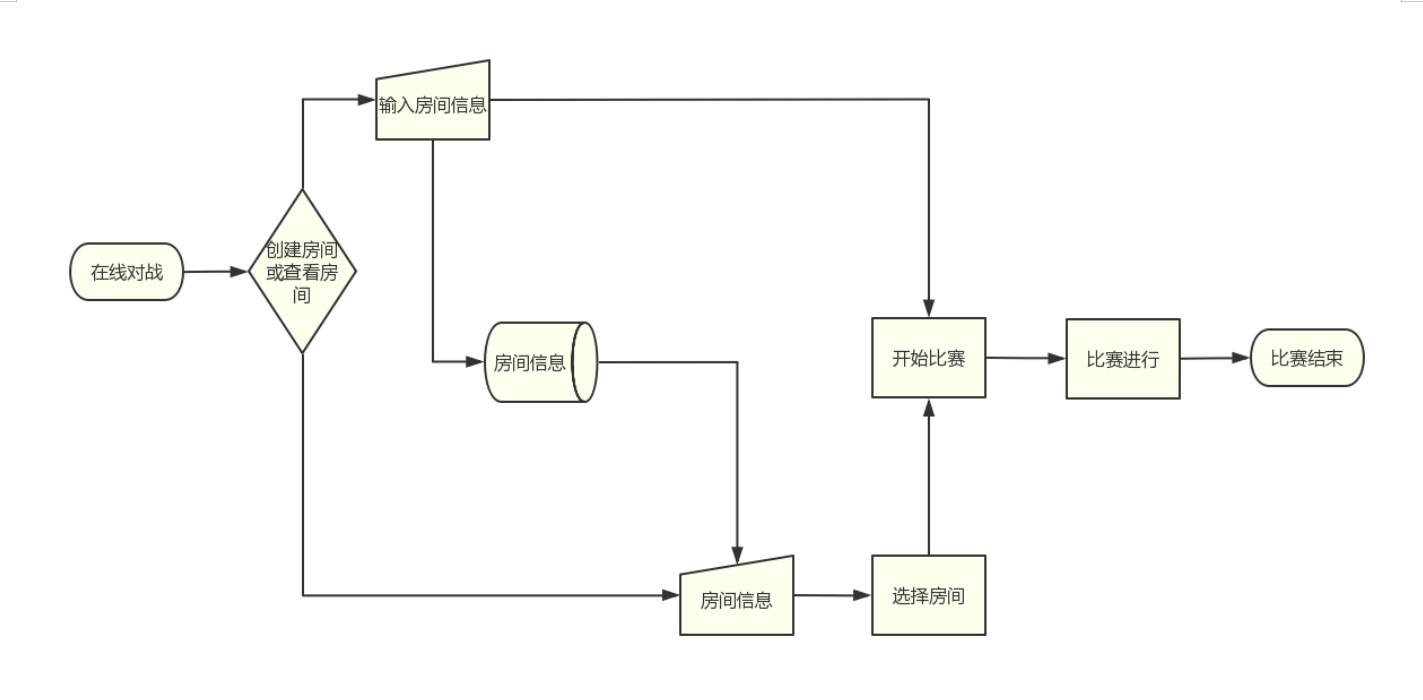 输入房间信息
在线对战
创建房间
或查看房
间
房间信息
开始比赛
比赛进行
比赛结束
房间信息
选择房间